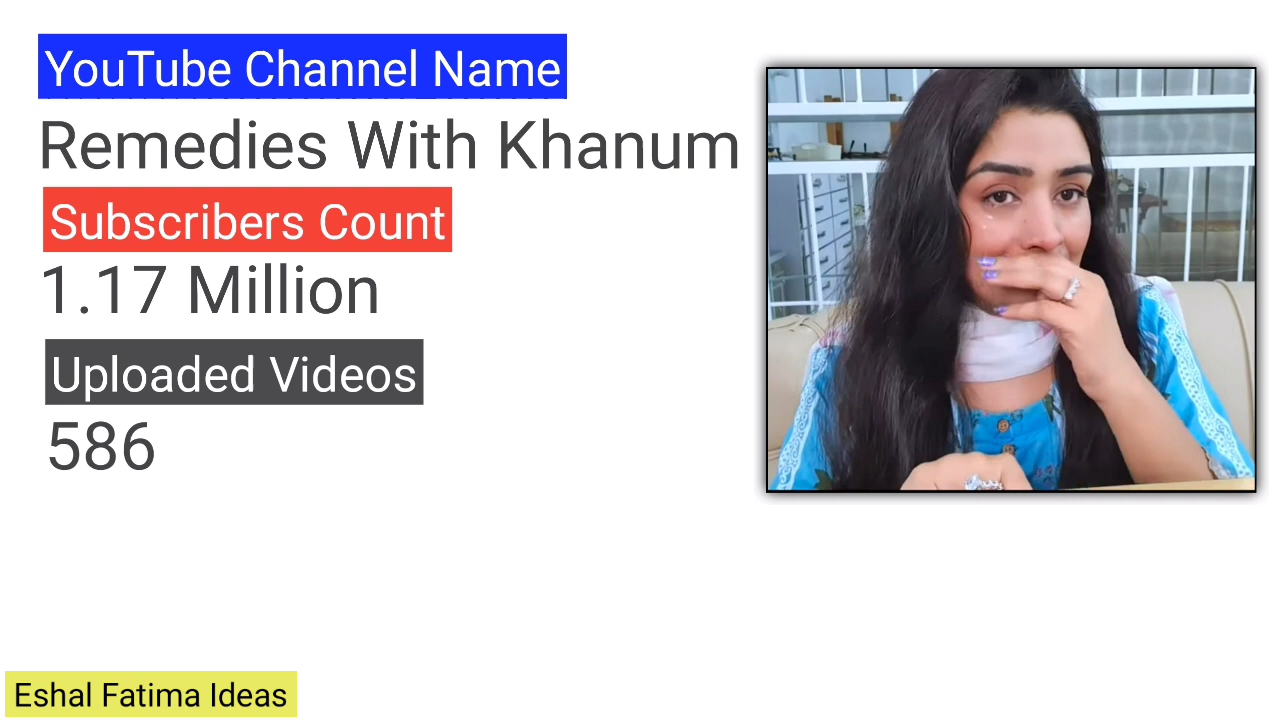 YouTube Channel Name
Remedies With Khanum
Subscribers Count
1.17 Million
Uploaded Videos
586
Eshal Fatima Ideas